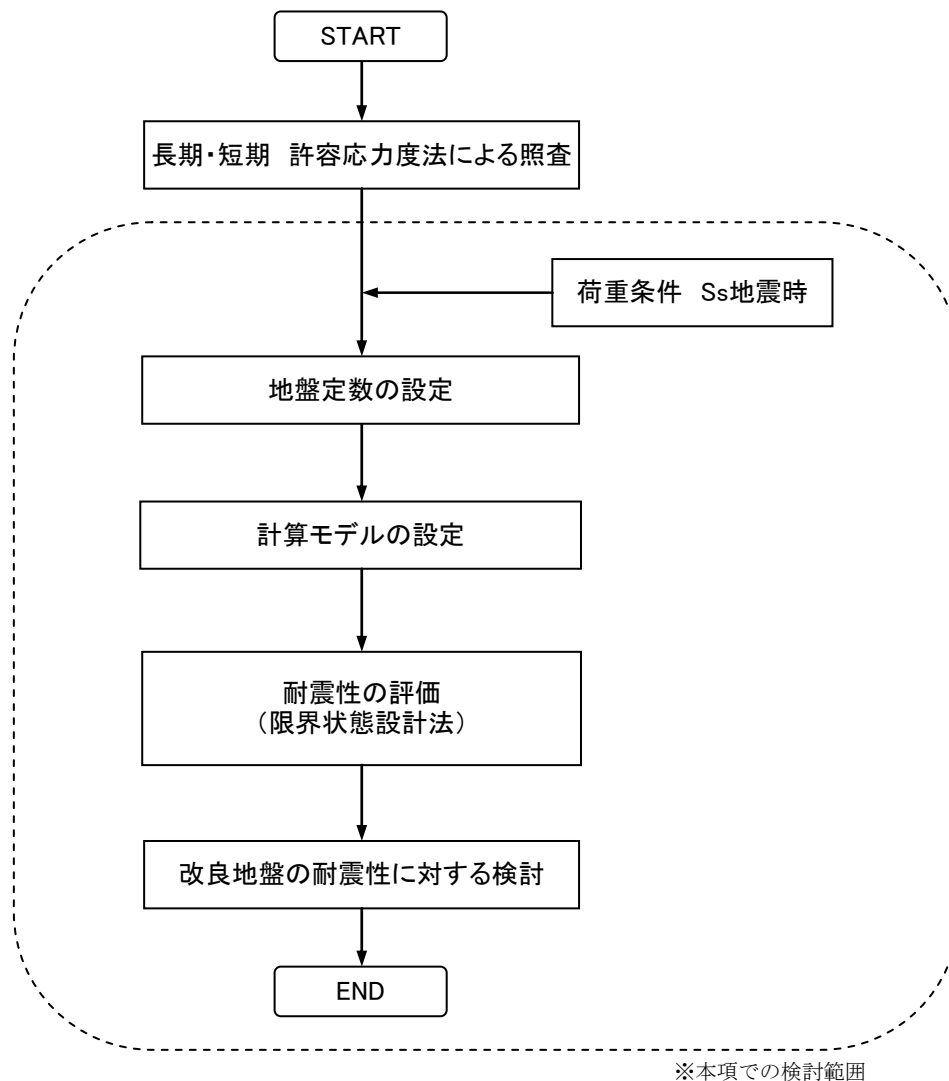 START
長期・短期　許容応力度法による照査
荷重条件　Ss地震時
地盤定数の設定
計算モデルの設定
耐震性の評価
（限界状態設計法）
改良地盤の耐震性に対する検討
END
※本項での検討範囲